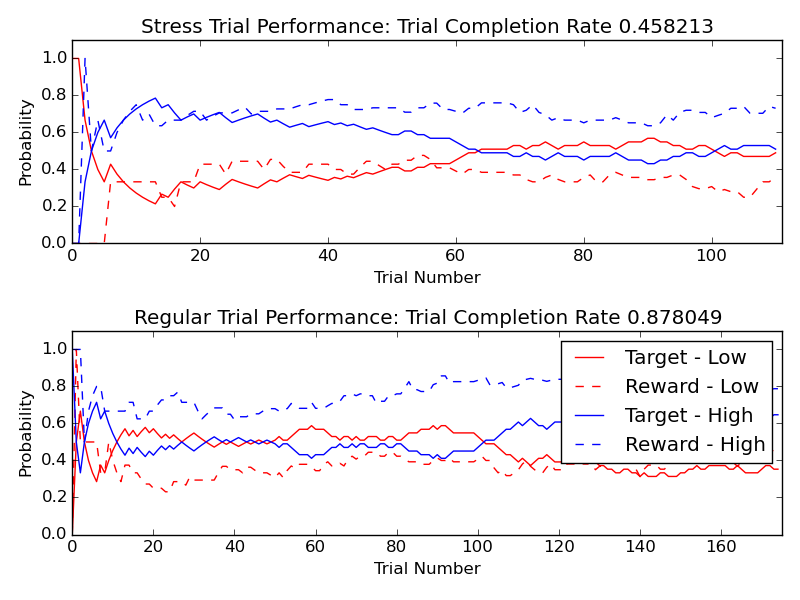 Stress Trial Performance: Trial Completion Rate 0.458213
1.0
0.8
0.6
0.4
0.2
0.0
Probability
0 20 40 60 80 100
Trial Number
Regular Trial Performance: Trial Completion Rate 0.878049
1.0
0.8
0.6
0.4
0.2
0.0
Probability
Target - Low
Reward - Low
Target - High
Reward - High
0 20 40 60 80 100 120 140 160
Trial Number